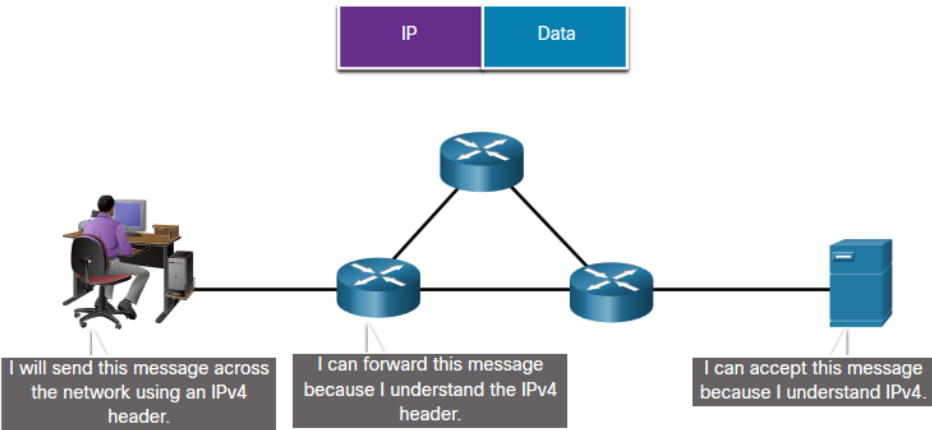 IP
Data
I will send this message across
the network using an IPv4
header.
I can forward this message
because I understand the IPv4
header.
I can accept this message
because I understand IPv4.